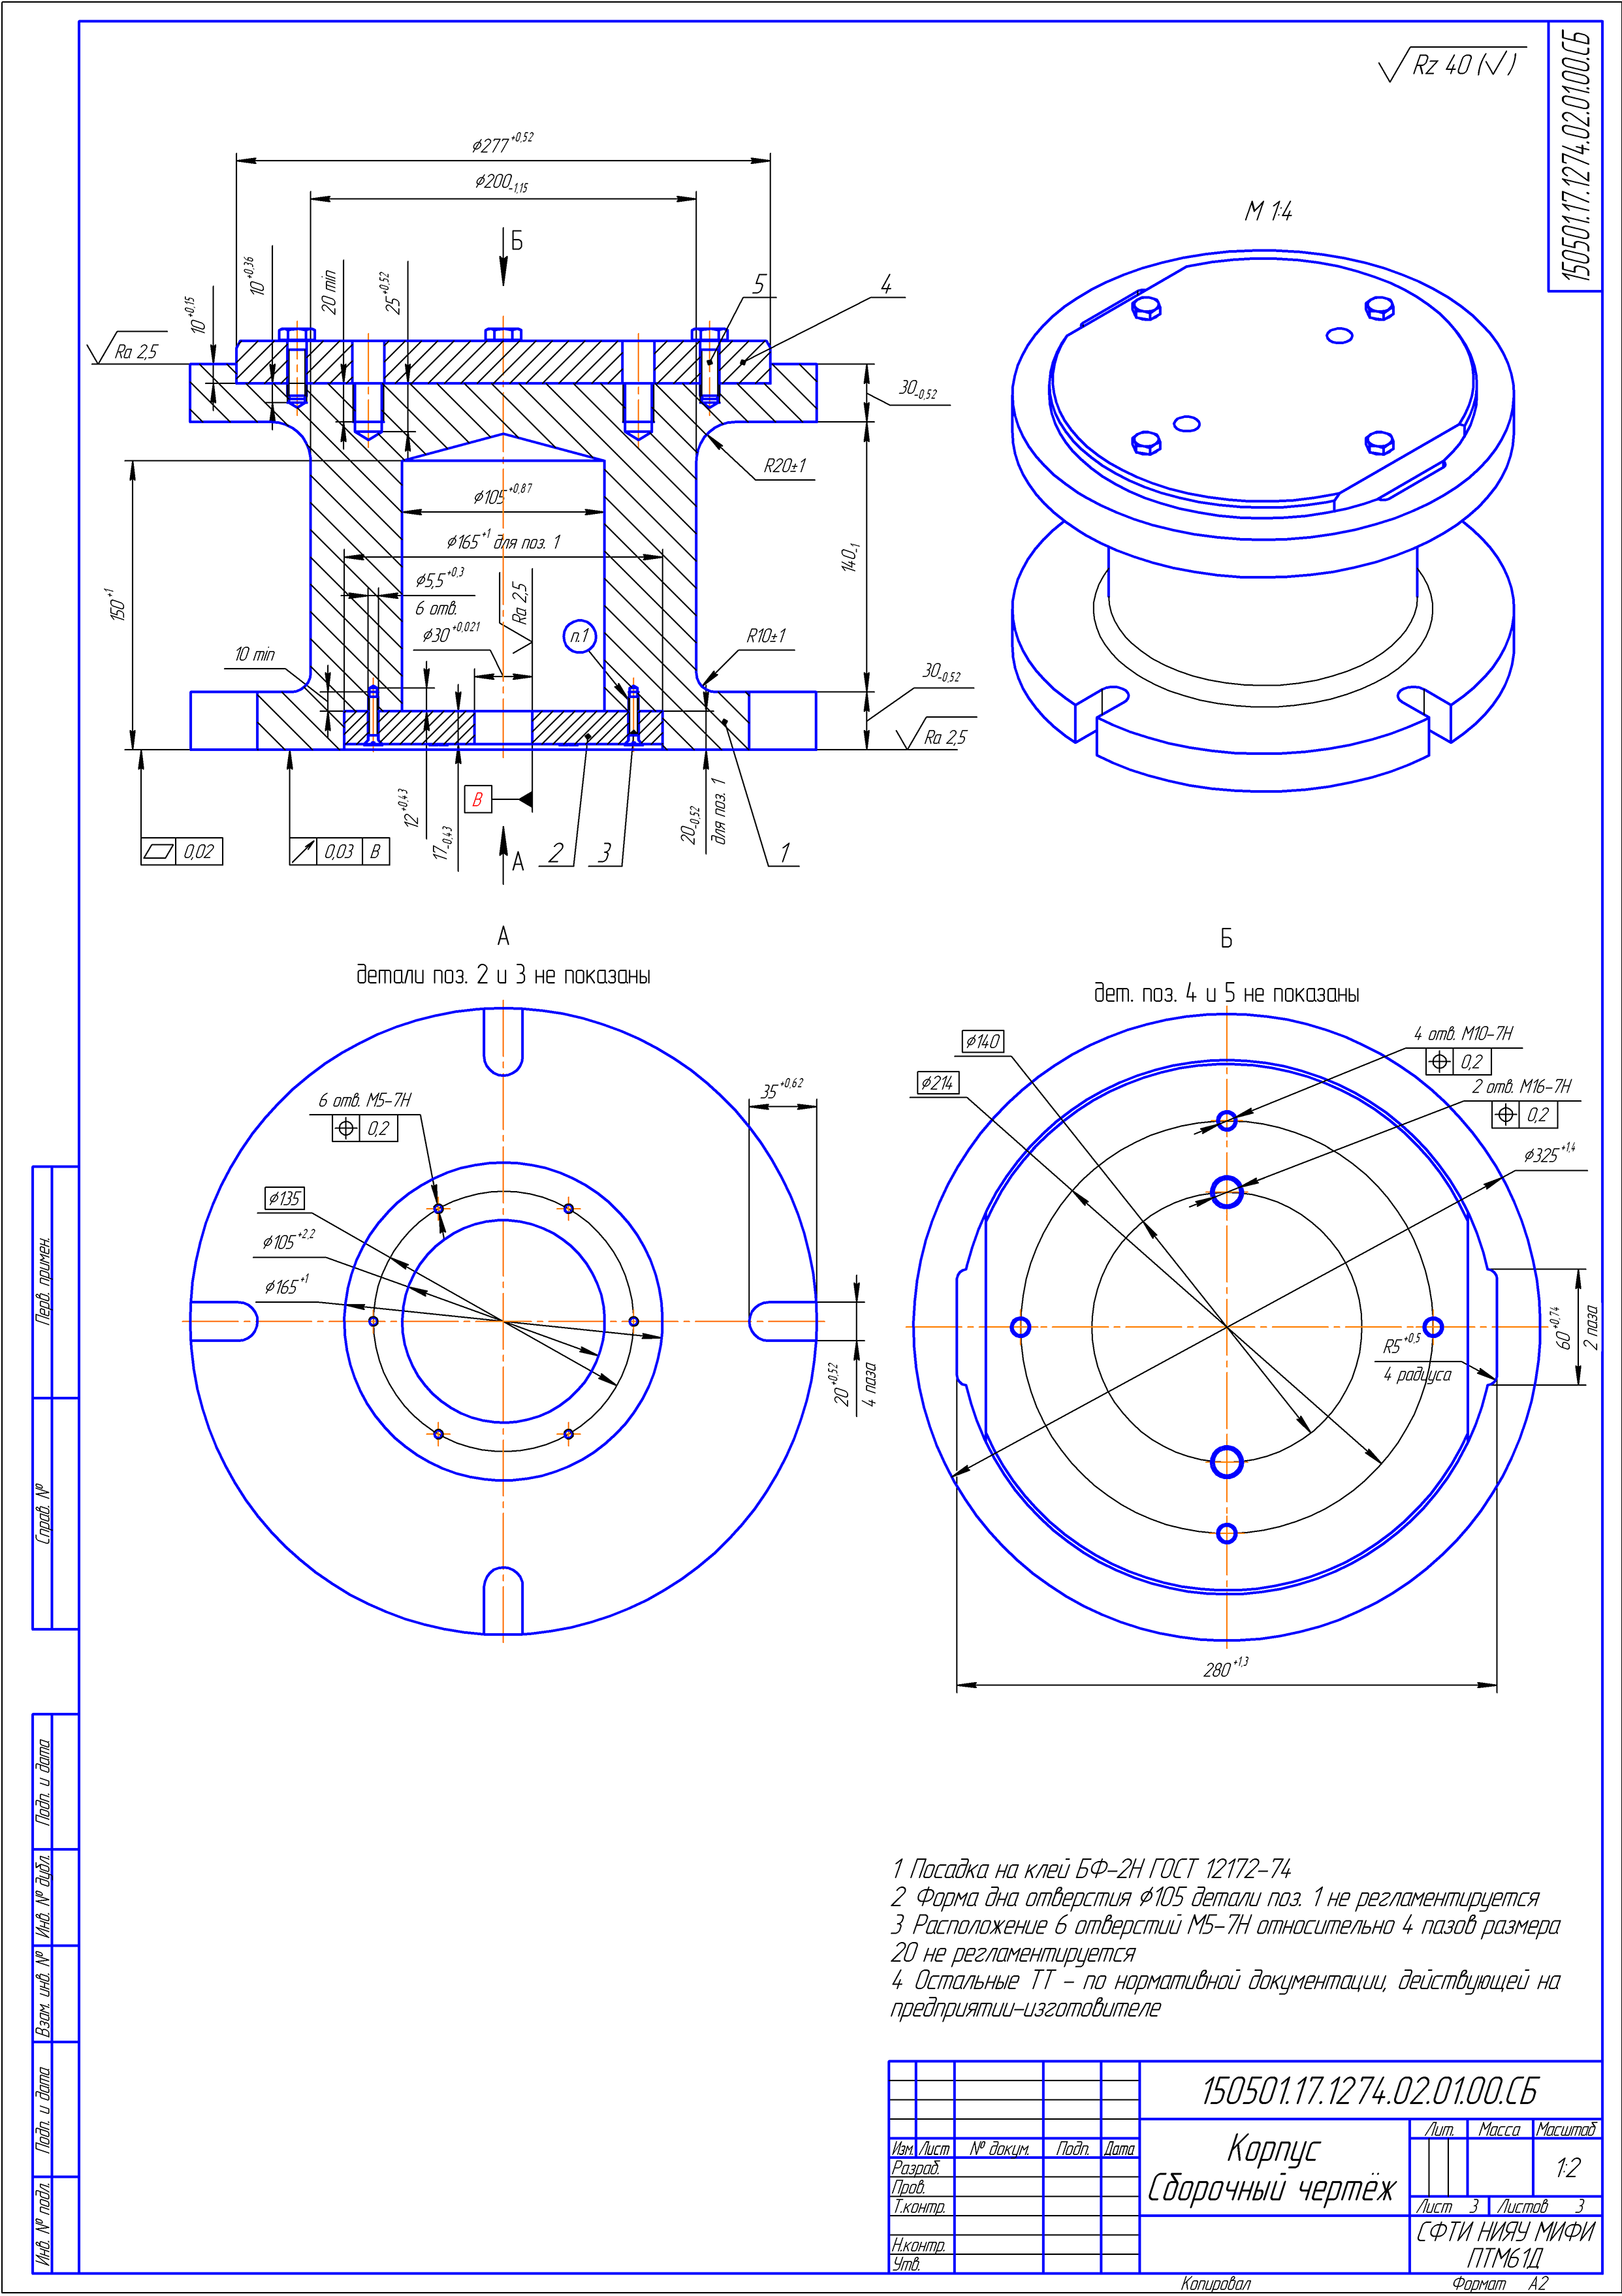 Rz 40 (√)
150501.17.1274.02.01.00.СБ
⌀277+0,52
⌀200-1,15
Б
М 1:4
10+0,15
10+0,36
20 min
25+0,52
5
4
Ra 2,5
30-0,52
R20±1
⌀105+0,87
⌀165+1 для поз. 1
140-1
150+1
⌀5,5+0,3
6 отв.
⌀30+0,021
Ra 2,5
п.1
R10±1
10 min
30-0,52
Ra 2,5
В
12+0,43
17-0,43
20-0,52
для поз. 1
0,02
0,03 В
А
2
3
1
А
детали поз. 2 и 3 не показаны
Б
дет. поз. 4 и 5 не показаны
6 отв. М5-7Н
0,2
⌀135
⌀105+2,2
⌀165+1
35+0,62
20+0,52
4 паза
⌀140
⌀214
4 отв. М10-7Н
0,2
2 отв. М16-7Н
0,2
⌀325+1,4
60+0,74
2 паза
R5+0,5
4 радиуса
280+1,3
1 Посадка на клей БФ-2Н ГОСТ 12172-74
2 Форма дна отверстия ⌀105 детали поз. 1 не регламентируется
3 Расположение 6 отверстий М5-7Н относительно 4 пазов размера
20 не регламентируется
4 Остальные ТТ - по нормативной документации, действующей на
предприятии-изготовителе
Перв. примен.
Справ. №
Подп. и дата
Инв. № дубл.
Взам. инв. №
Подп. и дата
Инв. № подл.
150501.17.1274.02.01.00.СБ
Изм. Лист № докум. Подп. Дата
Разраб.
Пров.
Т.контр.
Н.контр.
Утв.
Корпус
Сборочный чертёж
Лит. Масса Масштаб
1:2
Лист 3 Листов 3
СФТИ НИЯУ МИФИ
ПТМ61Д
Копировал Формат А2